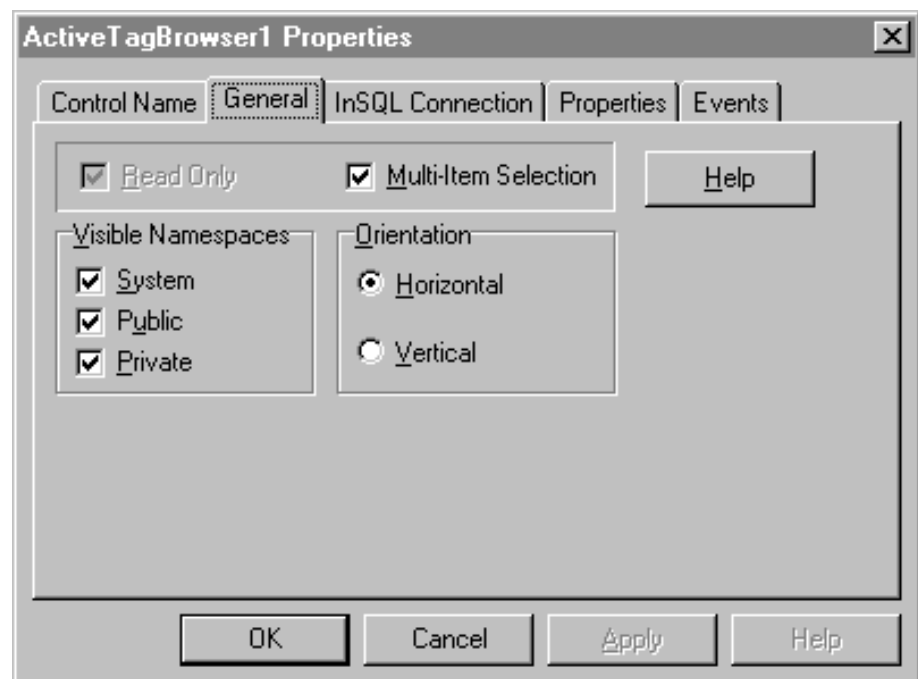 ActiveTagBrowser1 Properties
Control Name General InSQL Connection Properties Events
Read Only Multi-Item Selection Help
Visible Namespaces Orientation
System Horizontal
Public
Private Vertical
OK Cancel Apply Help